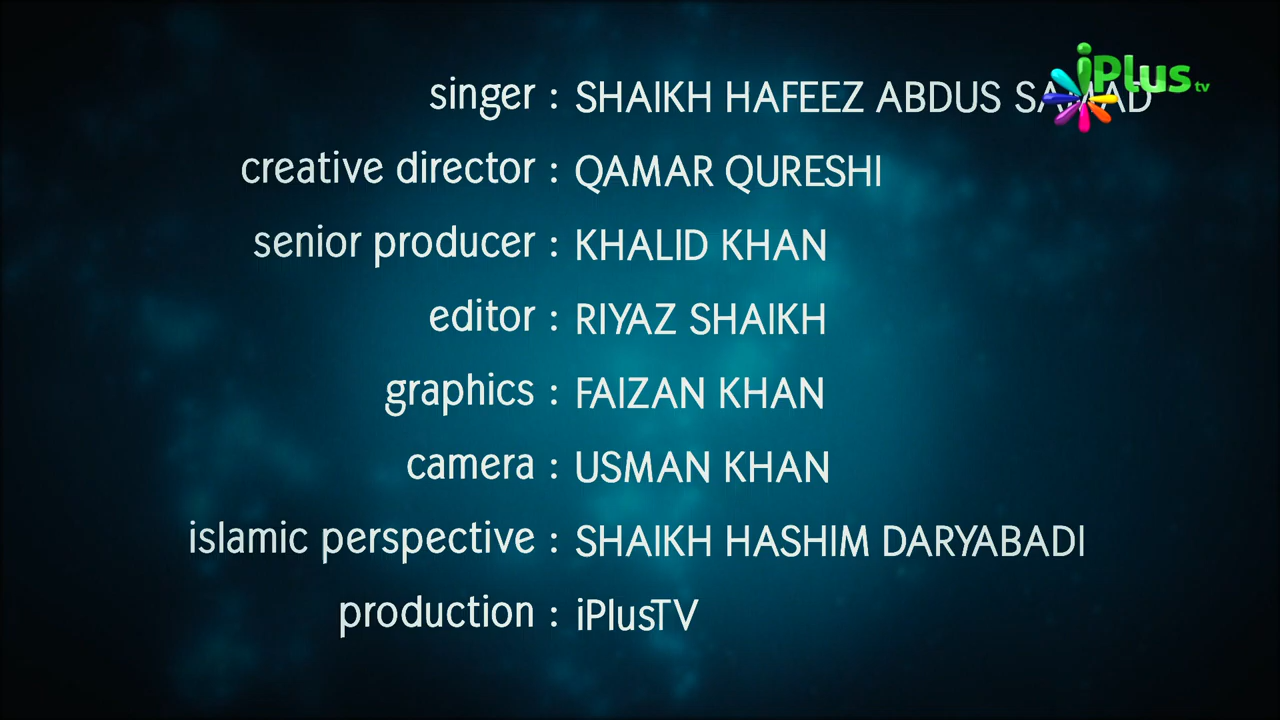 singer : SHAIKH HAFEEZ ABDUS SAMAD
creative director : QAMAR QURESHI
senior producer : KHALID KHAN
editor : RIYAZ SHAIKH
graphics : FAIZAN KHAN
camera : USMAN KHAN
islamic perspective : SHAIKH HASHIM DARYABADI
production : iPlusTV
iPlus tv